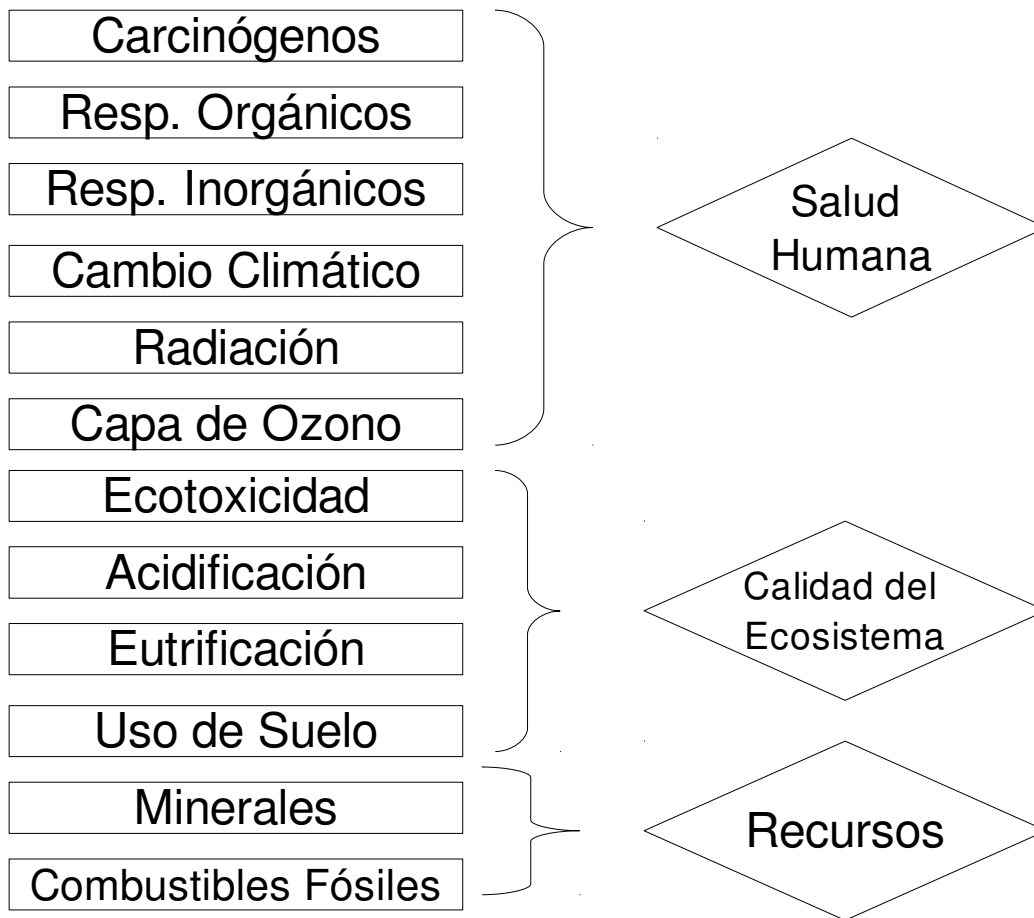 Carcinógenos
Resp. Orgánicos
Resp. Inorgánicos
Cambio Climático
Radiación
Capa de Ozono
Salud
Humana
Ecotoxicidad
Acidificación
Eutrificación
Uso de Suelo
Calidad del
Ecosistema
Minerales
Combustibles Fósiles
Recursos